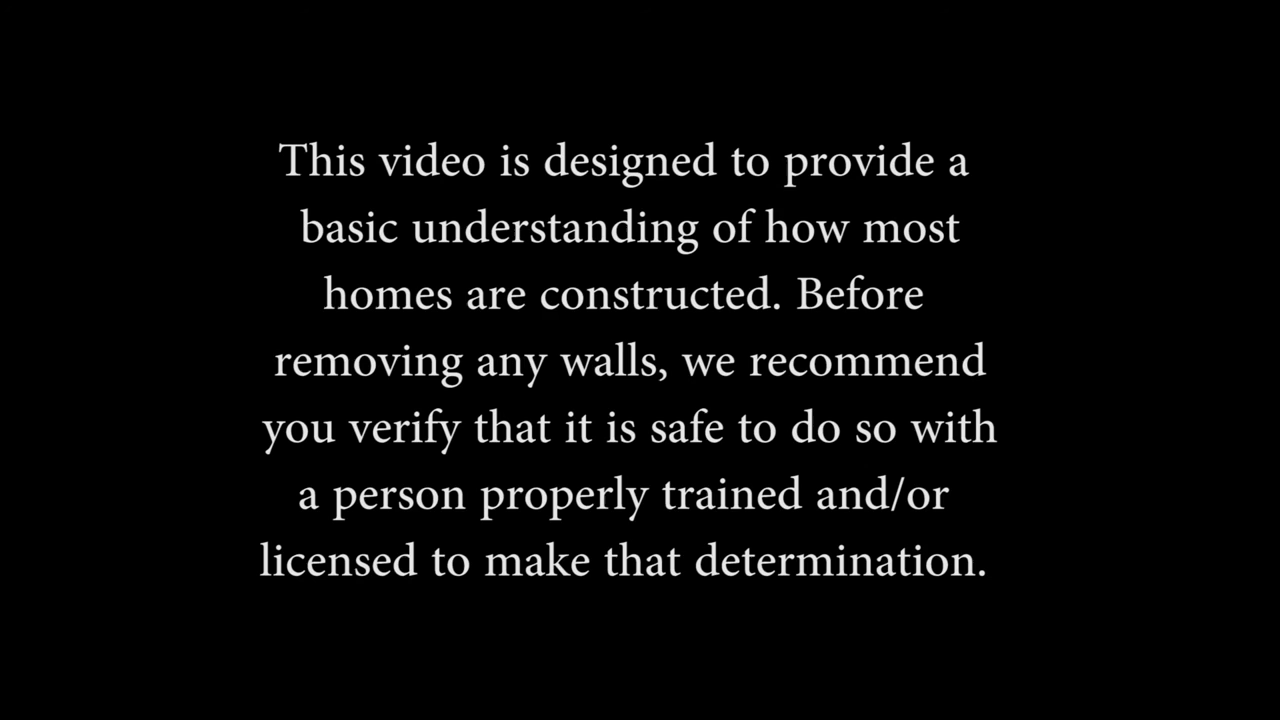 This video is designed to provide a
basic understanding of how most
homes are constructed. Before
removing any walls, we recommend
you verify that it is safe to do so with
a person properly trained and/or
licensed to make that determination.